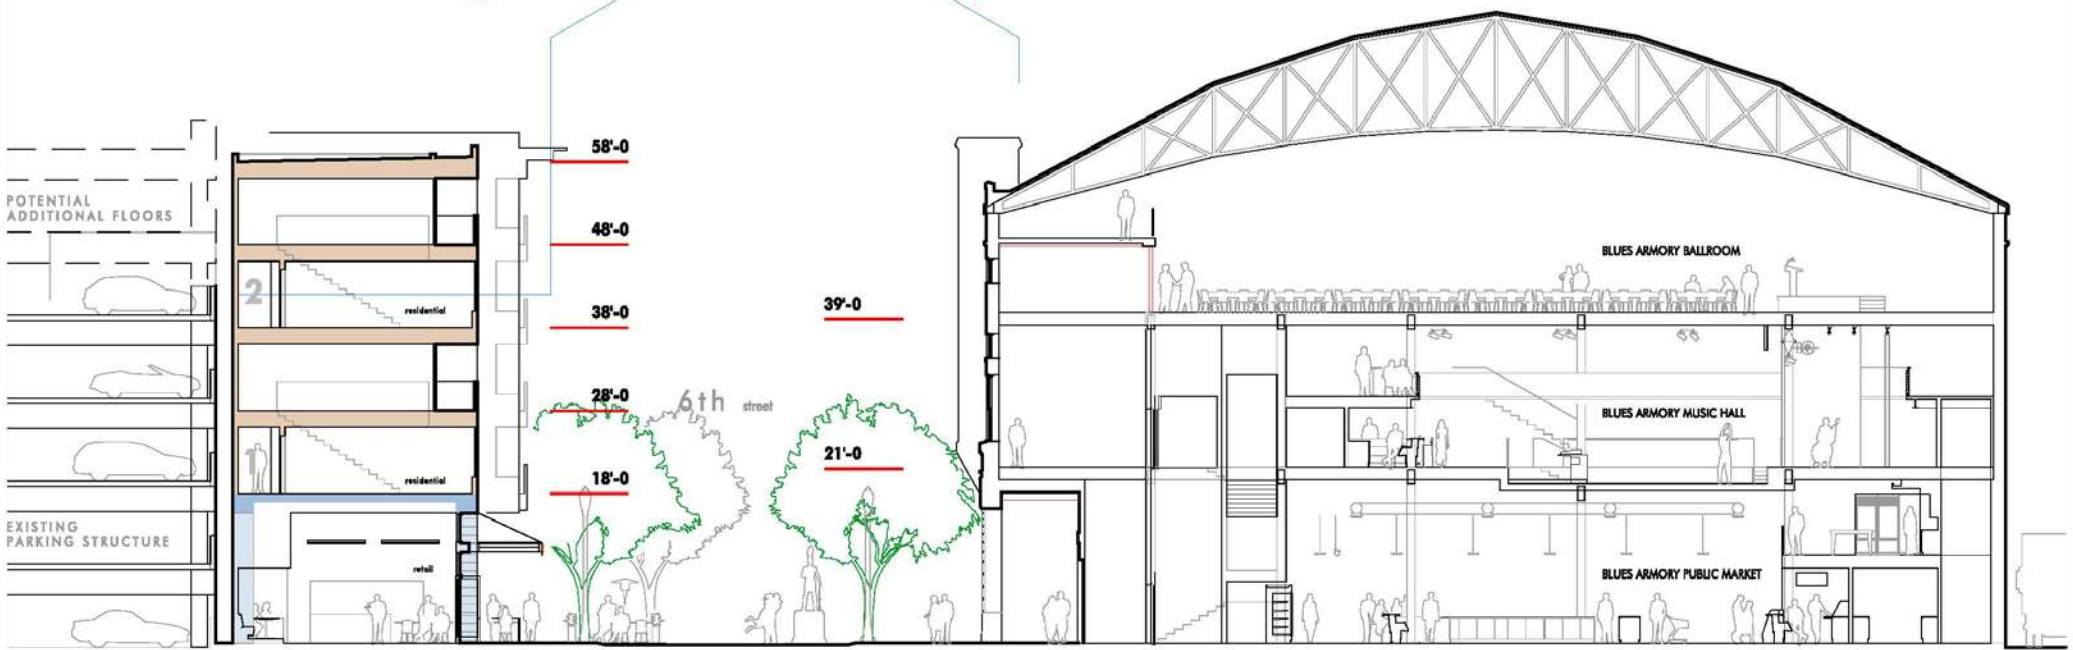 58'-0
POTENTIAL
ADDITIONAL FLOORS
48'-0
BLUES ARMORY BALLROOM
2
residential
38'-0
39'-0
28'-0
6th street
BLUES ARMORY MUSIC HALL
1
residential
21'-0
18'-0
EXISTING
PARKING STRUCTURE
retail
BLUES ARMORY PUBLIC MARKET